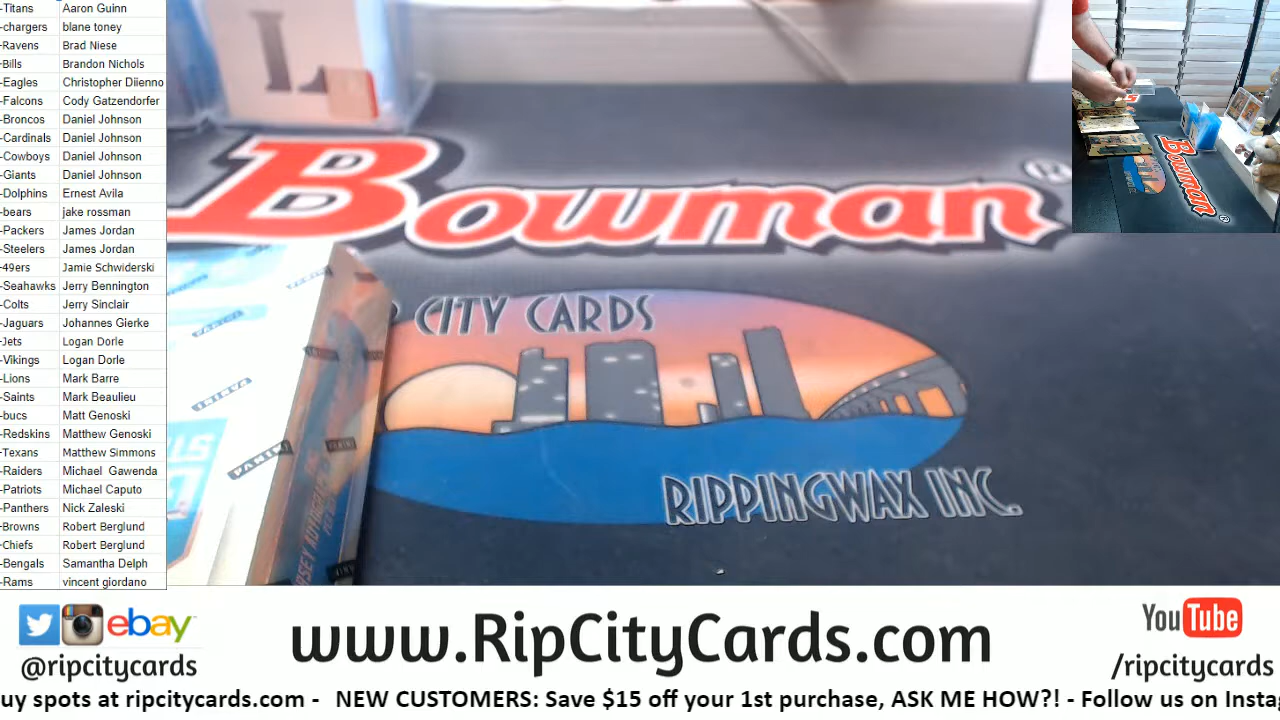 -Titans Aaron Guinn
-chargers blane toney
-Ravens Brad Niese
-Bills Brandon Nichols
-Eagles Christopher Diienno
-Falcons Cody Gatzendorfer
-Broncos Daniel Johnson
-Cardinals Daniel Johnson
-Cowboys Daniel Johnson
-Giants Daniel Johnson
-Dolphins Ernest Avila
-bears jake rossman
-Packers James Jordan
-Steelers James Jordan
-49ers Jamie Schwiderski
-Seahawks Jerry Bennington
-Colts Jerry Sinclair
-Jaguars Johannes Gierke
-Jets Logan Dorle
-Vikings Logan Dorle
-Lions Mark Barre
-Saints Mark Beaulieu
-bucs Matt Genoski
-Redskins Matthew Genoski
-Texans Matthew Simmons
-Raiders Michael Gawenda
-Patriots Michael Caputo
-Panthers Nick Zaleski
-Browns Robert Berglund
-Chiefs Robert Berglund
-Bengals Samantha Delph
-Rams vincent giordano
Bowman®
P CITY CARDS
RIPPINGWAX INC.
PANINI
PANINI
PANINI
Bowman
ebay
@ripcitycards
www.RipCityCards.com
YouTube
/ripcitycards
uy spots at ripcitycards.com - NEW CUSTOMERS: Save $15 off your 1st purchase, ASK ME HOW?! - Follow us on Insta